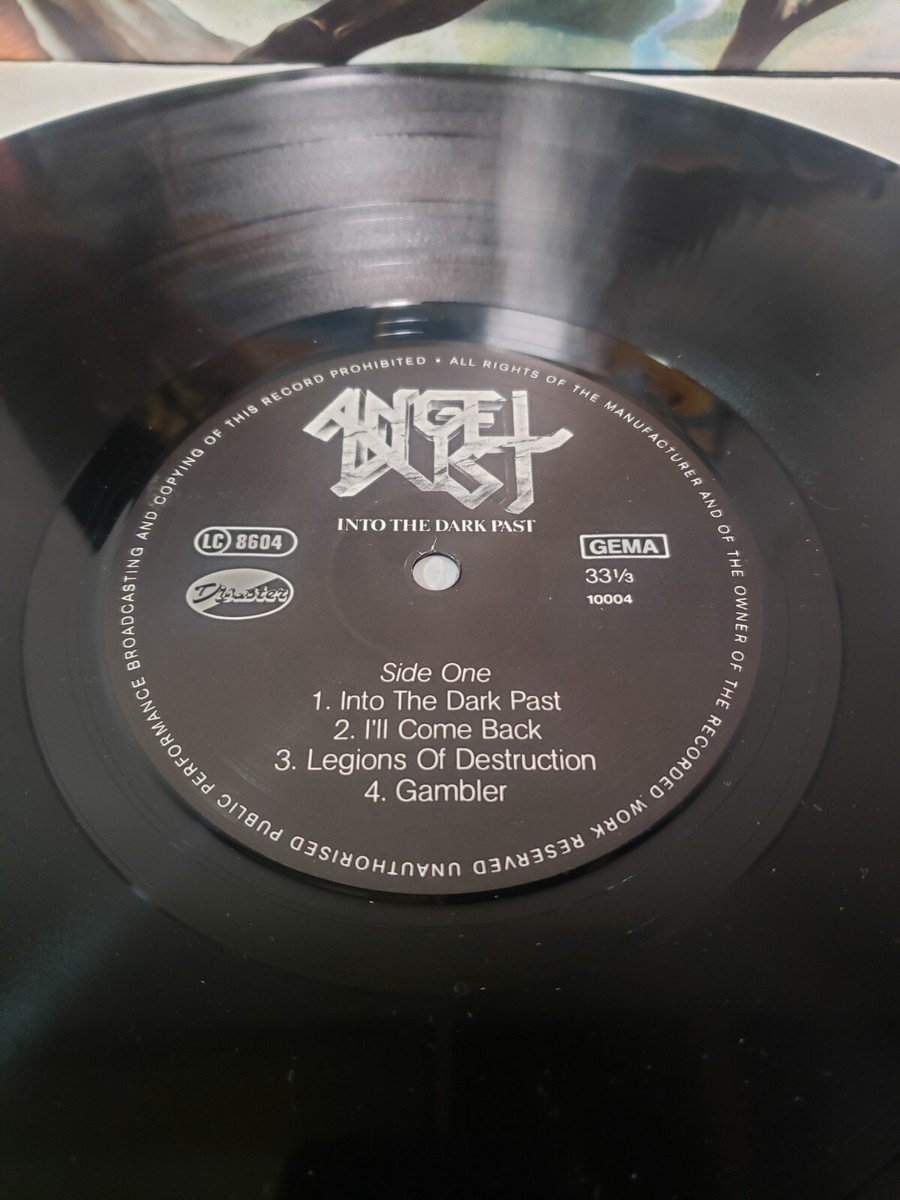 ANGEL
DUST
INTO THE DARK PAST
LC 8604
Disaster
GEMA
33⅓
10004
Side One
1. Into The Dark Past
2. I'll Come Back
3. Legions Of Destruction
4. Gambler
ALL RIGHTS OF THE MANUFACTURER AND OF THE OWNER OF THE RECORDED WORK RESERVED UNAUTHORISED PUBLIC PERFORMANCE BROADCASTING AND COPYING OF THIS RECORD PROHIBITED •